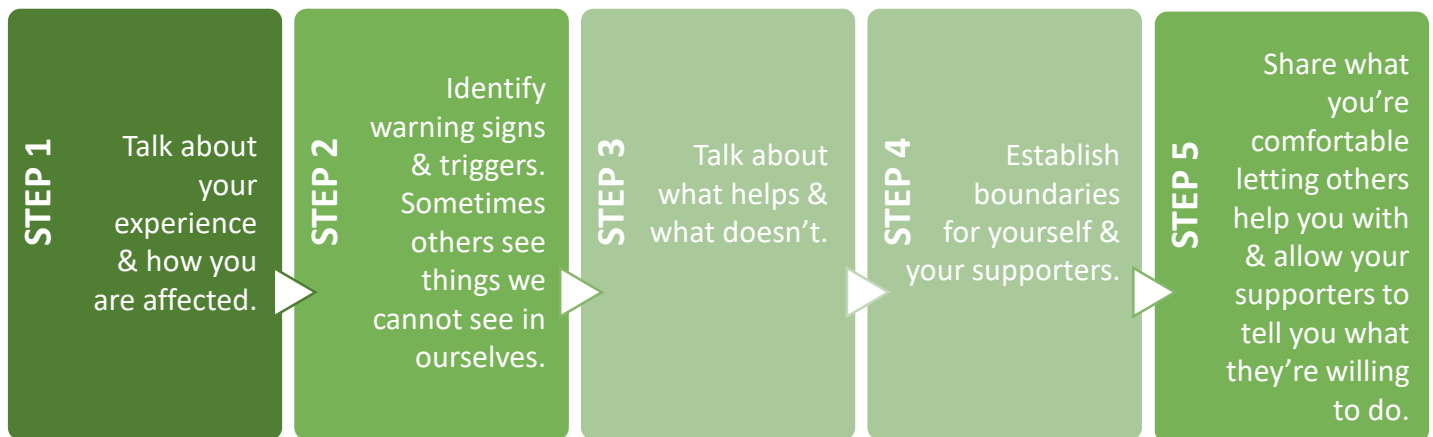 STEP 1
Talk about
your
experience
& how you
are affected.
STEP 2
Identify
warning signs
& triggers.
Sometimes
others see
things we
cannot see in
ourselves.
STEP 3
Talk about
what helps &
what doesn’t.
STEP 4
Establish
boundaries
for yourself &
your supporters.
STEP 5
Share what
you’re
comfortable
letting others
help you with
& allow your
supporters to
tell you what
they’re willing
to do.